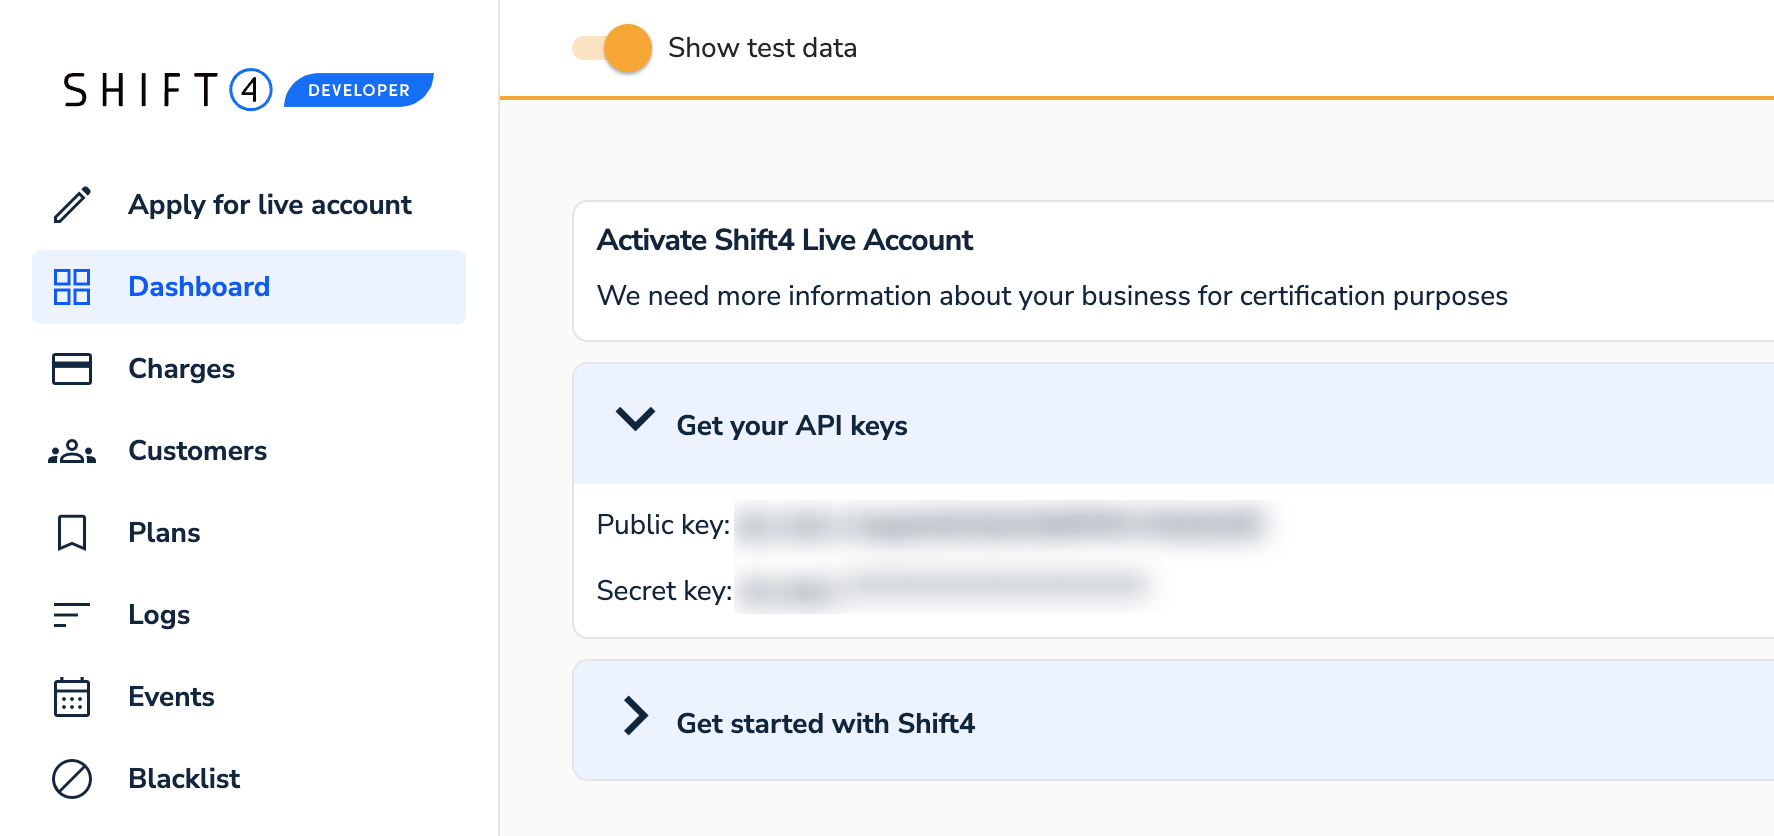 SHIFT4 DEVELOPER
Apply for live account
Dashboard
Charges
Customers
Plans
Logs
Events
Blacklist
Show test data
Activate Shift4 Live Account
We need more information about your business for certification purposes
Get your API keys
Public key:
Secret key:
Get started with Shift4